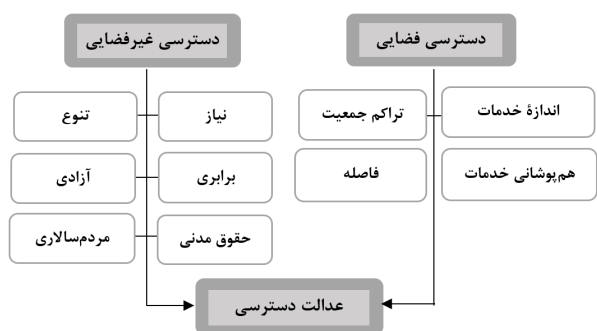 دسترسی فضایی
دسترسی غیرفضایی
اندازهٔ خدمات
تراکم جمعیت
نیاز
تنوع
هم‌پوشانی خدمات
فاصله
برابری
آزادی
حقوق مدنی
مردم‌سالاری
عدالت دسترسی